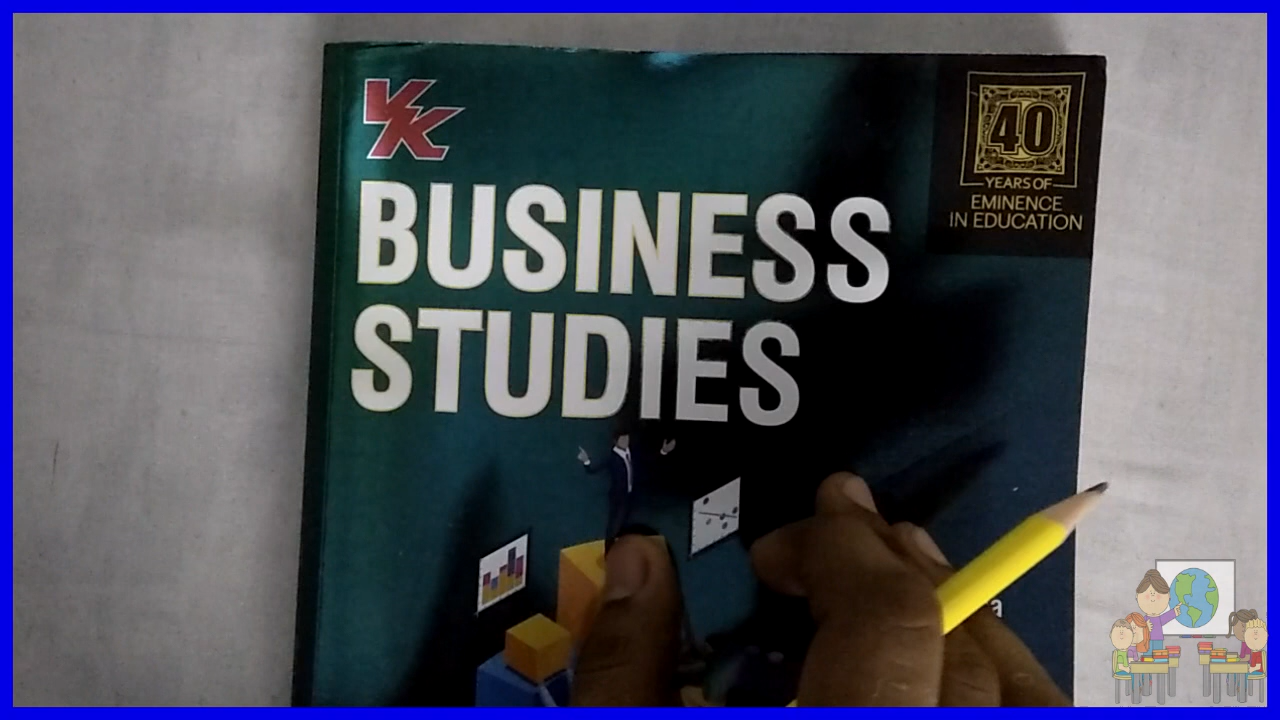 VK
BUSINESS
STUDIES
40
YEARS OF
EMINENCE
IN EDUCATION